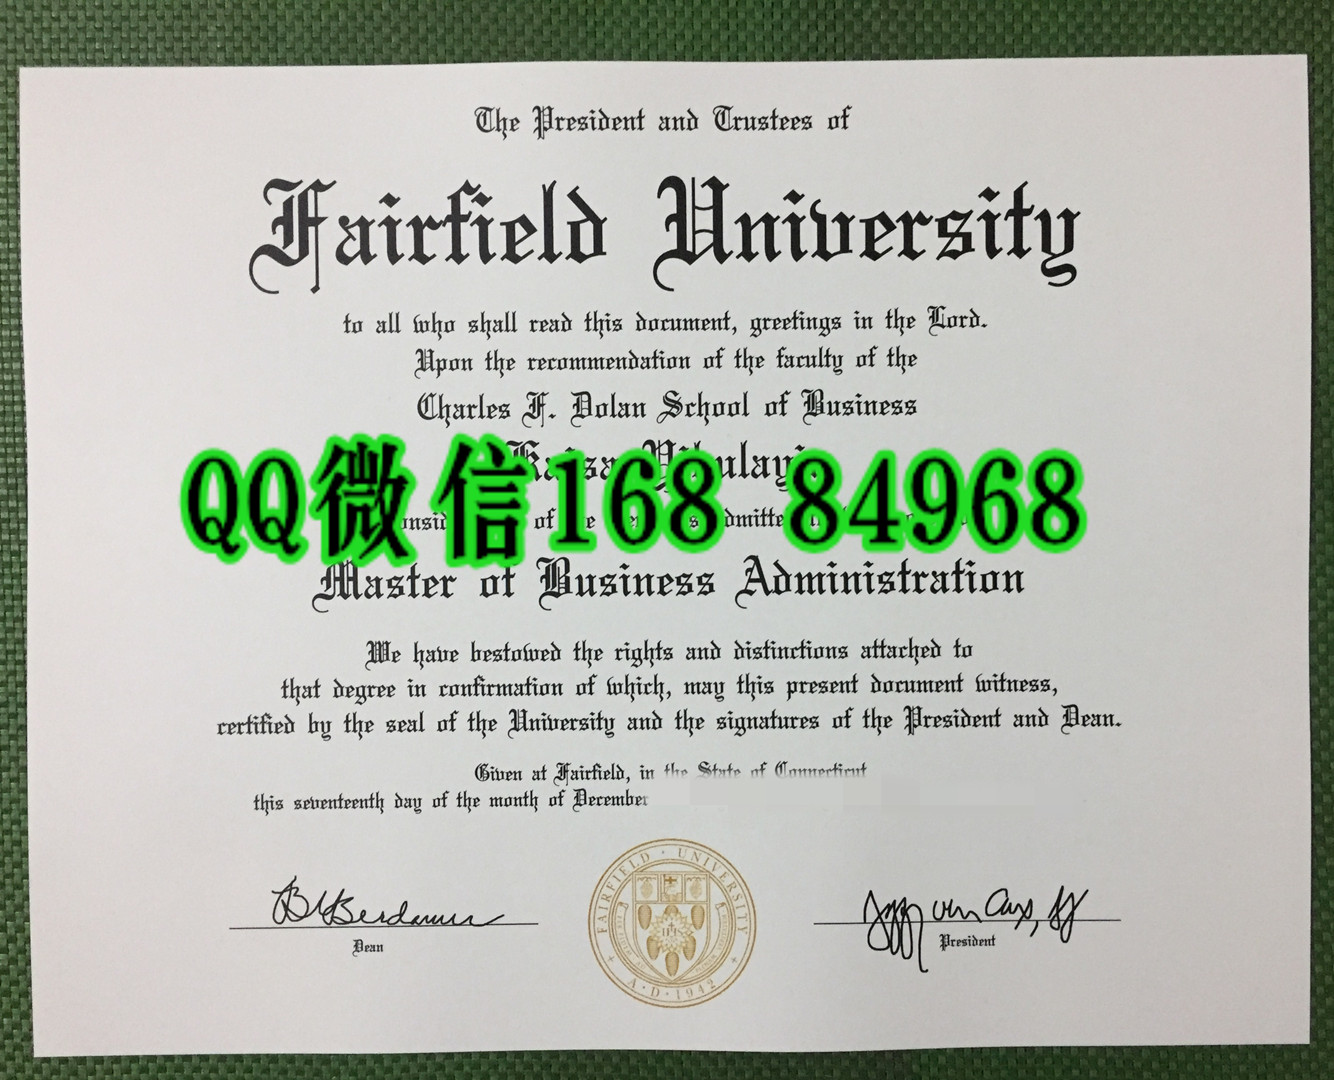 The President and Trustees of
Fairfield University
to all who shall read this document, greetings in the Lord.
Upon the recommendation of the faculty of the
Charles F. Dolan School of Business
QQ微信168 84968
of
Master of Business Administration
We have bestowed the rights and distinctions attached to
that degree in confirmation of which, may this present document witness,
certified by the seal of the University and the signatures of the President and Dean.
Given at Fairfield, in the State of Connecticut
this seventeenth day of the month of December
FAIRFIELD · UNIVERSITY
A · D · 1942
Dean
President